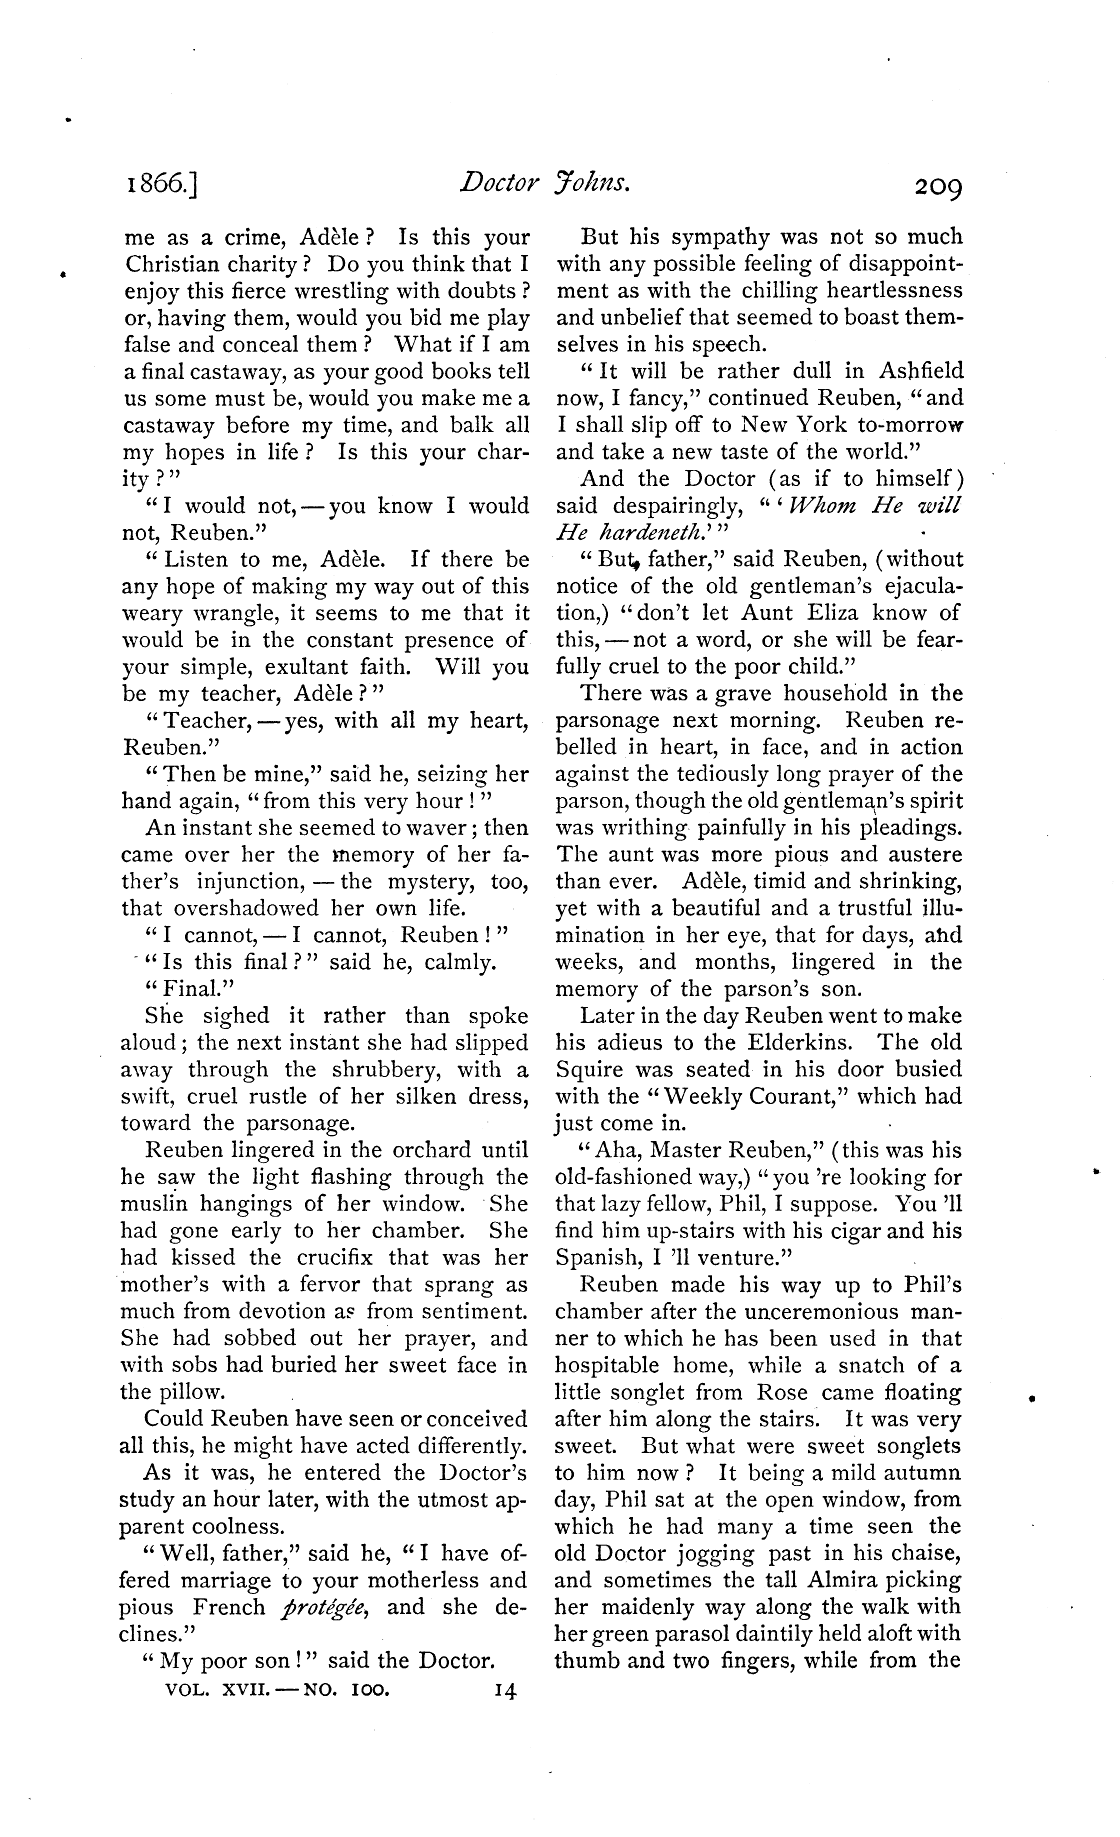 1866.] Doctor Johns. 209
me as a crime, Adèle? Is this your
Christian charity? Do you think that I
enjoy this fierce wrestling with doubts?
or, having them, would you bid me play
false and conceal them? What if I am
a final castaway, as your good books tell
us some must be, would you make me a
castaway before my time, and balk all
my hopes in life? Is this your char-
ity?"
"I would not,—you know I would
not, Reuben."
"Listen to me, Adèle. If there be
any hope of making my way out of this
weary wrangle, it seems to me that it
would be in the constant presence of
your simple, exultant faith. Will you
be my teacher, Adèle?"
"Teacher,—yes, with all my heart,
Reuben."
"Then be mine," said he, seizing her
hand again, "from this very hour!"
An instant she seemed to waver; then
came over her the memory of her fa-
ther's injunction,—the mystery, too,
that overshadowed her own life.
"I cannot,—I cannot, Reuben!"
"Is this final?" said he, calmly.
"Final."
She sighed it rather than spoke
aloud; the next instant she had slipped
away through the shrubbery, with a
swift, cruel rustle of her silken dress,
toward the parsonage.
Reuben lingered in the orchard until
he saw the light flashing through the
muslin hangings of her window. She
had gone early to her chamber. She
had kissed the crucifix that was her
mother's with a fervor that sprang as
much from devotion as from sentiment.
She had sobbed out her prayer, and
with sobs had buried her sweet face in
the pillow.
Could Reuben have seen or conceived
all this, he might have acted differently.
As it was, he entered the Doctor's
study an hour later, with the utmost ap-
parent coolness.
"Well, father," said he, "I have of-
fered marriage to your motherless and
pious French protégée, and she de-
clines."
"My poor son!" said the Doctor.
VOL. XVII.—NO. 100. 14
But his sympathy was not so much
with any possible feeling of disappoint-
ment as with the chilling heartlessness
and unbelief that seemed to boast them-
selves in his speech.
"It will be rather dull in Ashfield
now, I fancy," continued Reuben, "and
I shall slip off to New York to-morrow
and take a new taste of the world."
And the Doctor (as if to himself)
said despairingly, "'Whom He will
He hardeneth.'"
"But, father," said Reuben, (without
notice of the old gentleman's ejacula-
tion,) "don't let Aunt Eliza know of
this,—not a word, or she will be fear-
fully cruel to the poor child."
There was a grave household in the
parsonage next morning. Reuben re-
belled in heart, in face, and in action
against the tediously long prayer of the
parson, though the old gentleman's spirit
was writhing painfully in his pleadings.
The aunt was more pious and austere
than ever. Adèle, timid and shrinking,
yet with a beautiful and a trustful illu-
mination in her eye, that for days, and
weeks, and months, lingered in the
memory of the parson's son.
Later in the day Reuben went to make
his adieus to the Elderkins. The old
Squire was seated in his door busied
with the "Weekly Courant," which had
just come in.
"Aha, Master Reuben," (this was his
old-fashioned way,) "you 're looking for
that lazy fellow, Phil, I suppose. You 'll
find him up-stairs with his cigar and his
Spanish, I 'll venture."
Reuben made his way up to Phil's
chamber after the unceremonious man-
ner to which he has been used in that
hospitable home, while a snatch of a
little songlet from Rose came floating
after him along the stairs. It was very
sweet. But what were sweet songlets
to him now? It being a mild autumn
day, Phil sat at the open window, from
which he had many a time seen the
old Doctor jogging past in his chaise,
and sometimes the tall Almira picking
her maidenly way along the walk with
her green parasol daintily held aloft with
thumb and two fingers, while from the